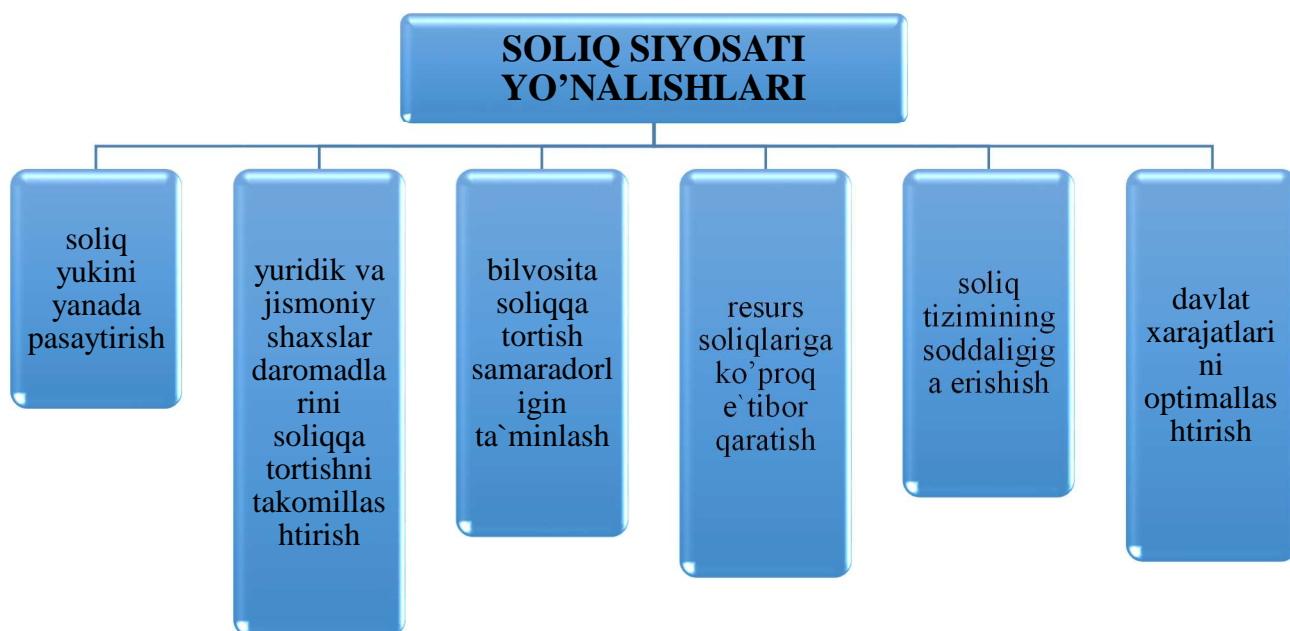 SOLIQ SIYOSATI
YO’NALISHLARI
soliq
yukini
yanada
pasaytirish
yuridik va
jismoniy
shaxslar
daromadla
rini
soliqqa
tortishni
takomillas
htirish
bilvosita
soliqqa
tortish
samaradorl
igin
ta`minlash
resurs
soliqlariga
ko’proq
e`tibor
qaratish
soliq
tizimining
soddaligig
a erishish
davlat
xarajatlari
ni
optimallas
htirish